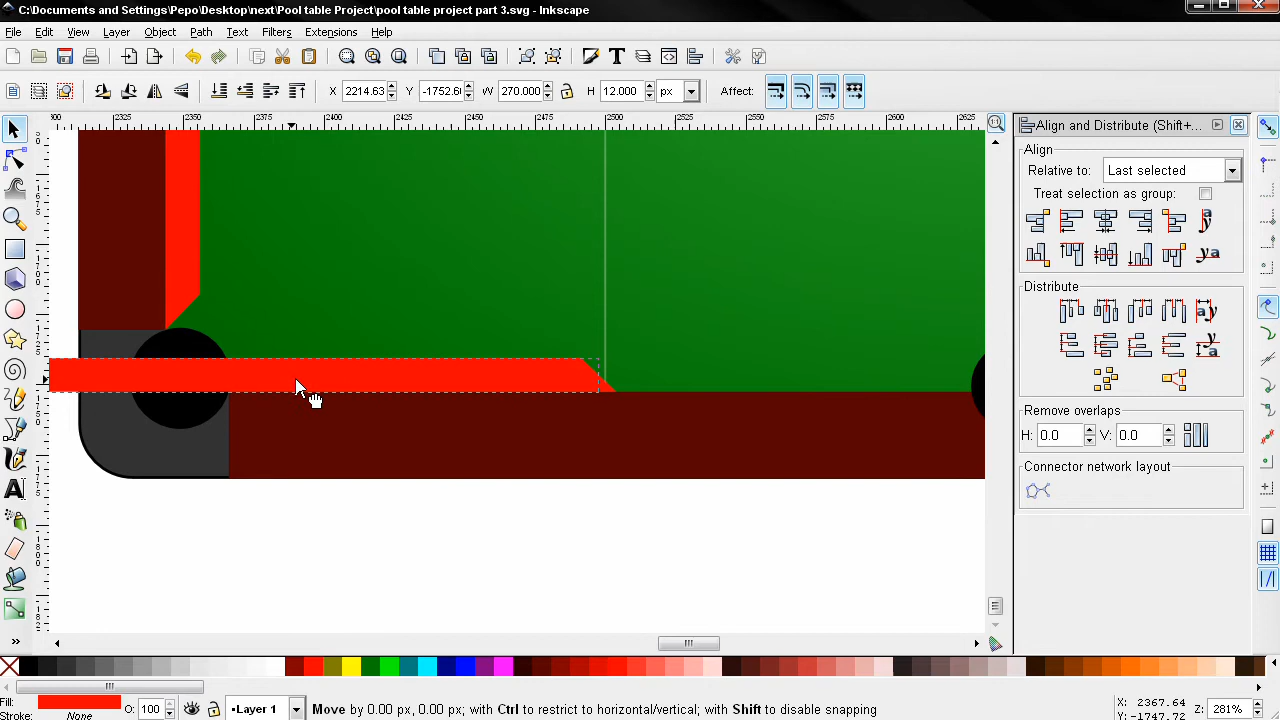 C:\Documents and Settings\Pepo\Desktop\next\Pool table Project\pool table project part 3.svg - Inkscape
File Edit View Layer Object Path Text Filters Extensions Help
X 2214.63 Y -1752.6 W 270.000 H 12.000 px Affect:
Align and Distribute (Shift+...
Align
Relative to: Last selected
Treat selection as group:
Distribute
Remove overlaps
H: 0.0 V: 0.0
Connector network layout
Fill:
Stroke: None
O: 100
•Layer 1
Move by 0.00 px, 0.00 px; with Ctrl to restrict to horizontal/vertical; with Shift to disable snapping
X: 2367.64
Z: 281%